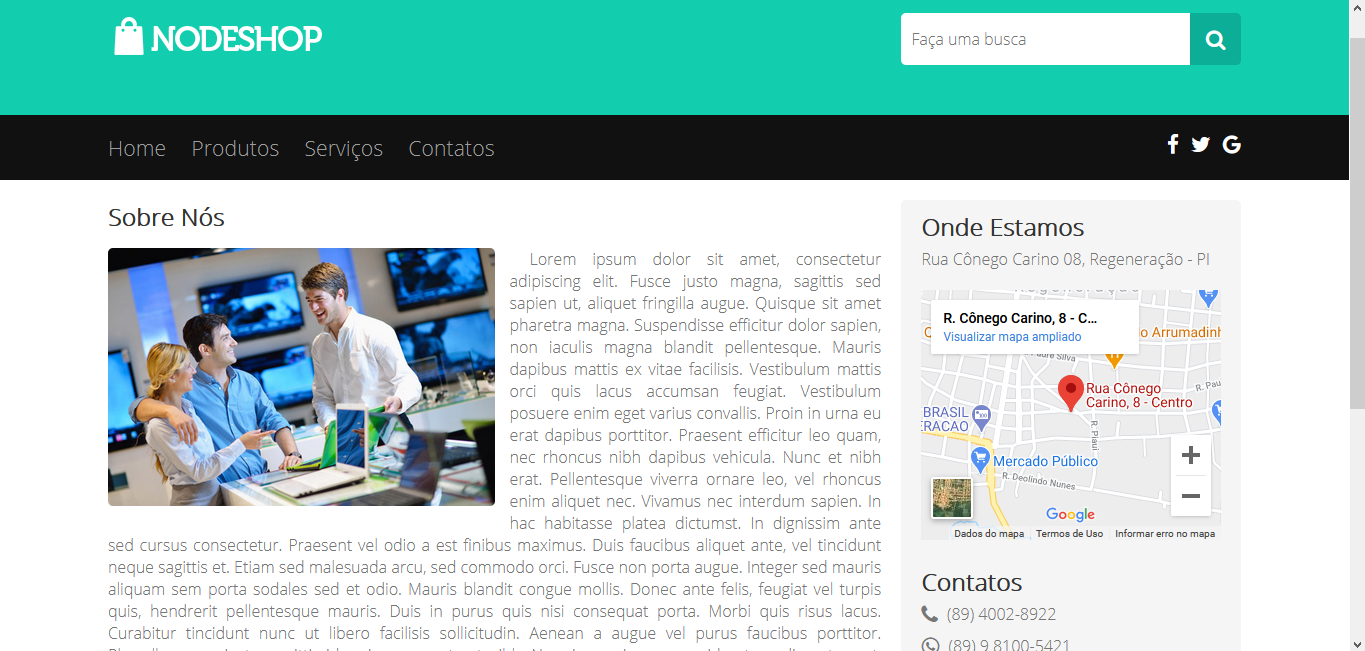 NODESHOP
Faça uma busca
Home Produtos Serviços Contatos
Sobre Nós
Lorem ipsum dolor sit amet, consectetur
adipiscing elit. Fusce justo magna, sagittis sed
sapien ut, aliquet fringilla augue. Quisque sit amet
pharetra magna. Suspendisse efficitur dolor sapien,
non iaculis magna blandit pellentesque. Mauris
dapibus mattis ex vitae facilisis. Vestibulum mattis
orci quis lacus accumsan feugiat. Vestibulum
posuere enim eget varius convallis. Proin in urna eu
erat dapibus porttitor. Praesent efficitur leo quam,
nec rhoncus nibh dapibus vehicula. Nunc et nibh
erat. Pellentesque viverra ornare leo, vel rhoncus
enim aliquet nec. Vivamus nec interdum sapien. In
hac habitasse platea dictumst. In dignissim ante
sed cursus consectetur. Praesent vel odio a est finibus maximus. Duis faucibus aliquet ante, vel tincidunt
neque sagittis et. Etiam sed malesuada arcu, sed commodo orci. Fusce non porta augue. Integer sed mauris
aliquam sem porta sodales sed et odio. Mauris blandit congue mollis. Donec ante felis, feugiat vel turpis
quis, hendrerit pellentesque mauris. Duis in purus quis nisi consequat porta. Morbi quis risus lacus.
Curabitur tincidunt nunc ut libero facilisis sollicitudin. Aenean a augue vel purus faucibus porttitor.
Onde Estamos
Rua Cônego Carino 08, Regeneração - PI
R. Cônego Carino, 8 - C...
Visualizar mapa ampliado
o Arrumadinh
Padre Silva
R. Pau
Rua Cônego
Carino, 8 - Centro
BRASIL
ERACAO
R. Piauí
Mercado Público
R. Deolindo Nunes
Google
Dados do mapa Termos de Uso Informar erro no mapa
Contatos
(89) 4002-8922
(89) 9 8100-5421